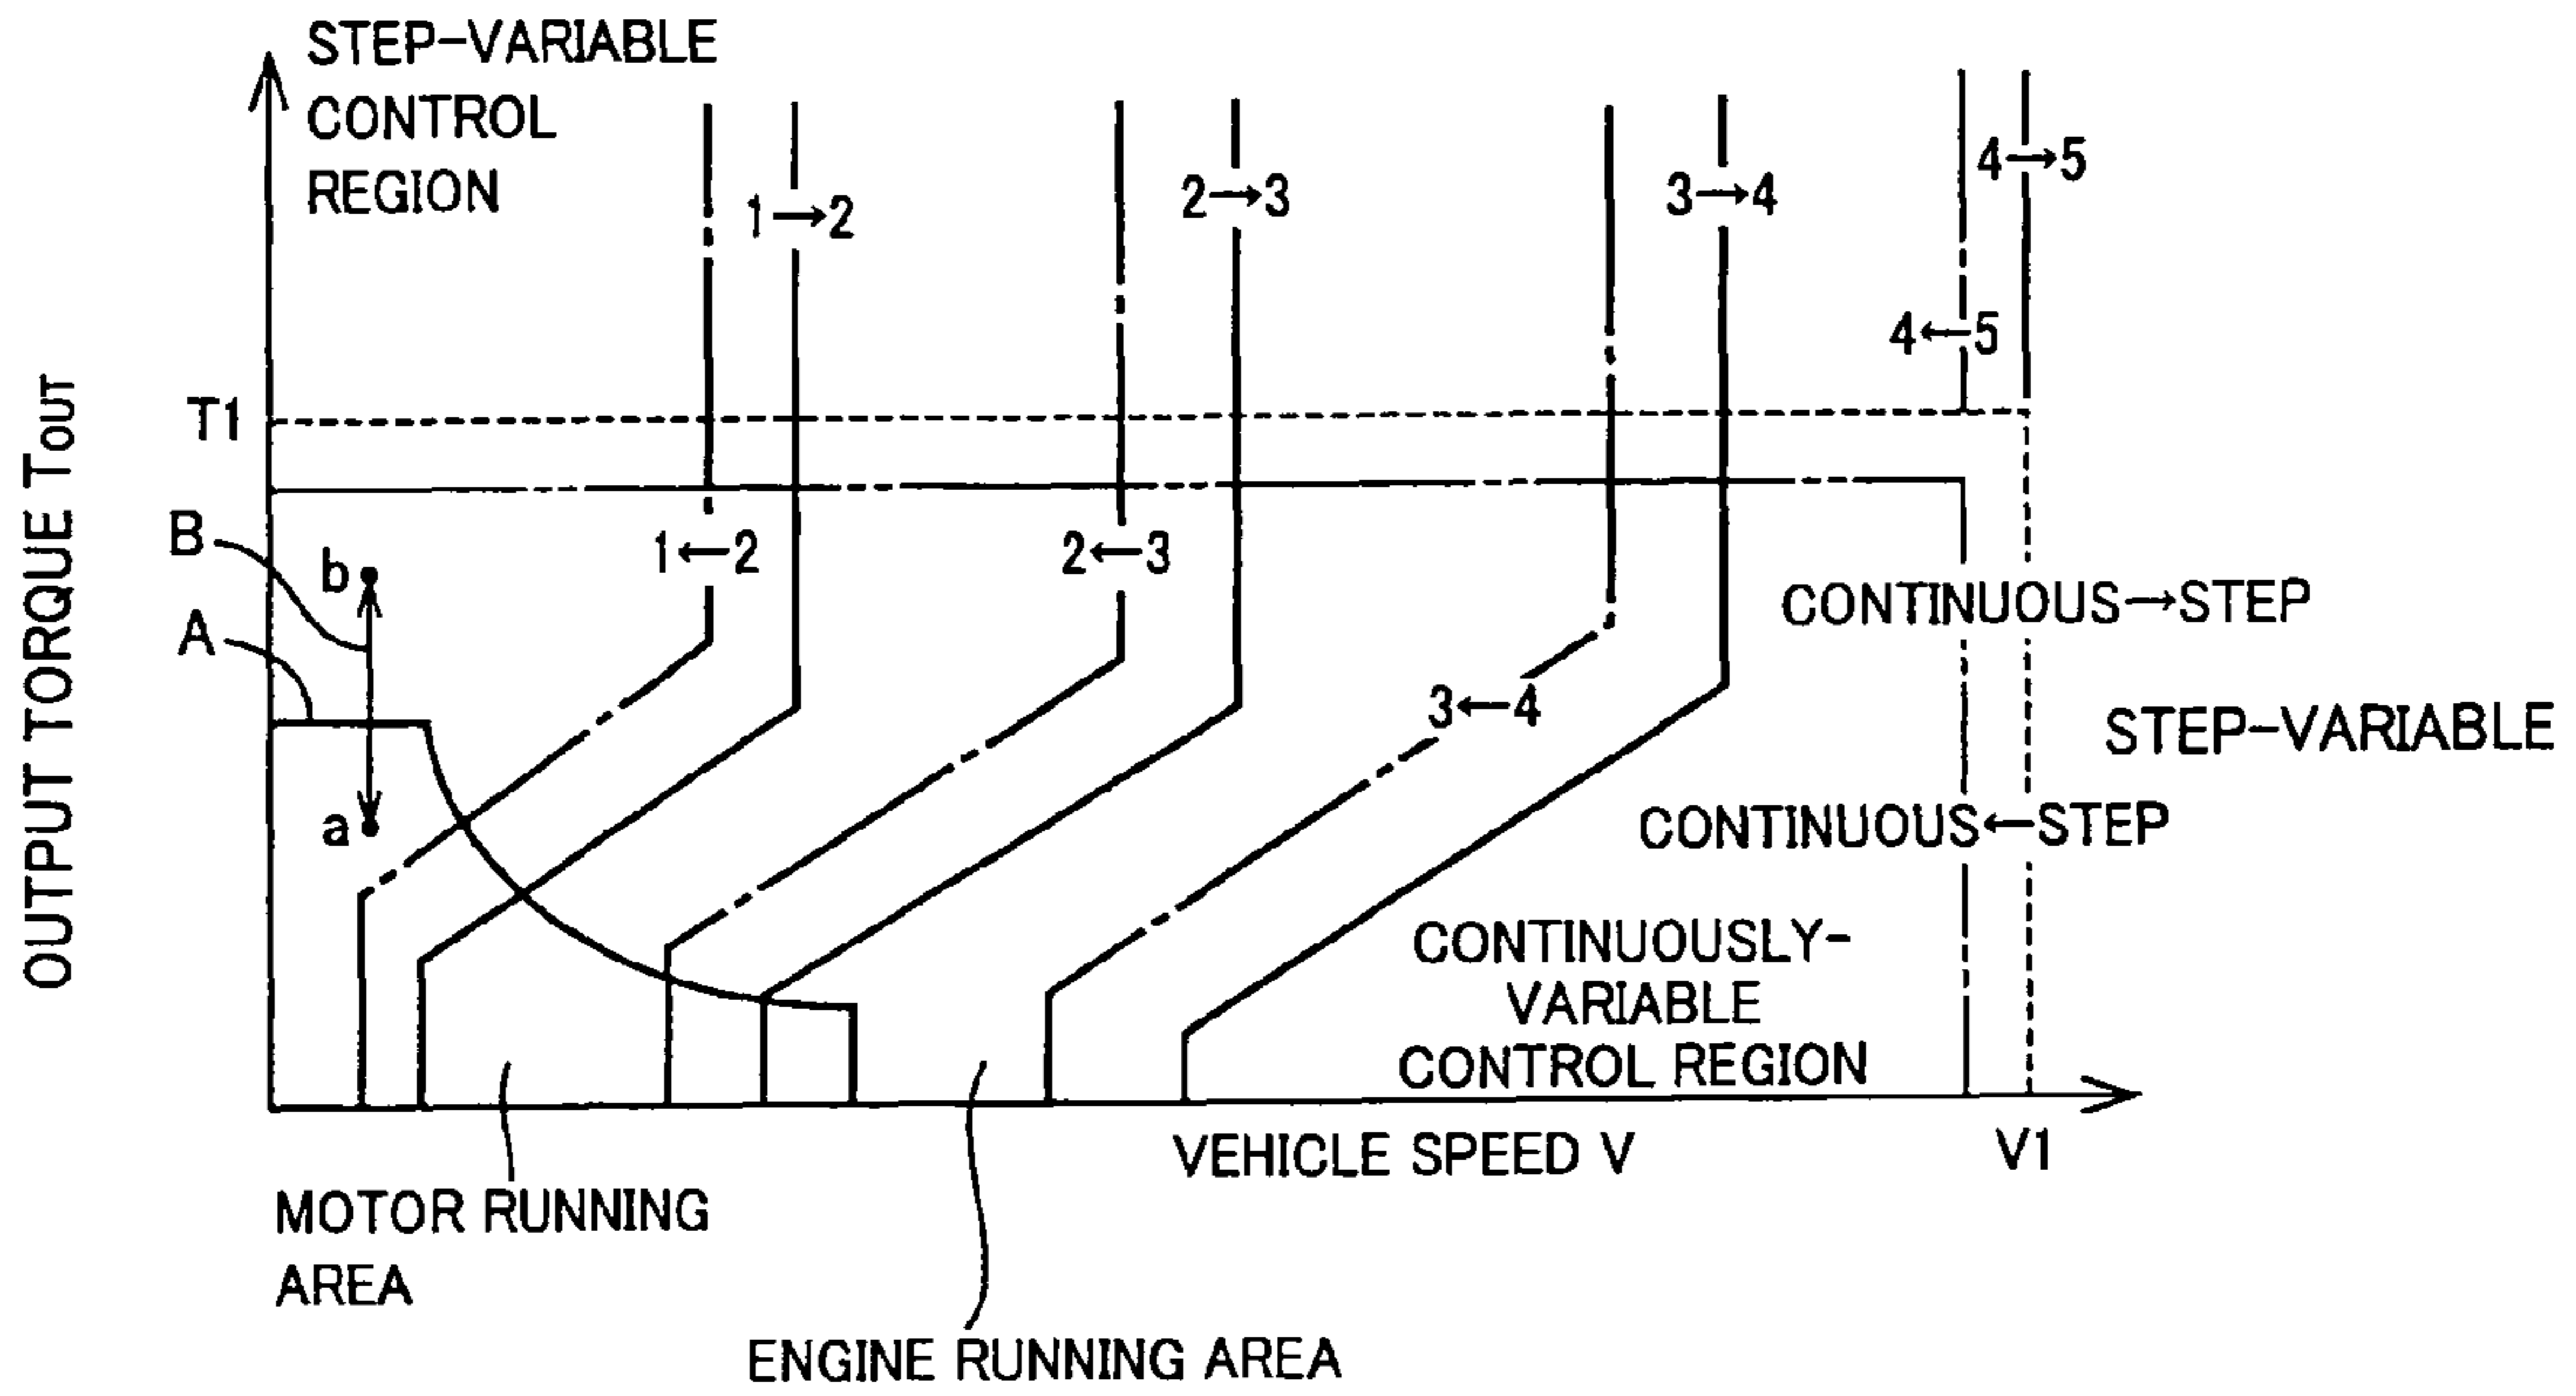 STEP-VARIABLE
CONTROL
REGION
1→2
2→3
3→4
4→5
4←5
T1
OUTPUT TORQUE TOUT
B
b
1←2
2←3
CONTINUOUS→STEP
A
3←4
STEP-VARIABLE
a
CONTINUOUS←STEP
CONTINUOUSLY-
VARIABLE
CONTROL REGION
VEHICLE SPEED V
V1
MOTOR RUNNING
AREA
ENGINE RUNNING AREA